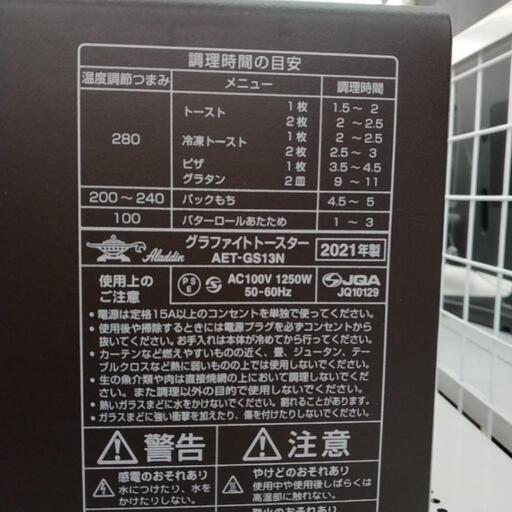 調理時間の目安
温度調節つまみ メニュー 調理時間
280 トースト 1枚 1.5～2
2枚 2～2.5
冷凍トースト 1枚 2～2.5
2枚 2.5～3
ピザ 1枚 3.5～4.5
グラタン 2皿 9～11
200～240 パックもち 4.5～5
100 バターロールあたため 1～3
Aladdin グラファイトトースター AET-GS13N 2021年製
使用上のご注意 PSE AC100V 1250W 50-60Hz JQA JQ10129
・電源は定格15A以上のコンセントを単独で使ってください。
・使用後や掃除するときには電源プラグを必ずコンセントから
抜いてください。お手入れは本体が冷めてから行ってください。
・カーテンなど燃えやすいものの近く、畳、ジュータン、テー
ブルクロスなど熱に弱いものの上では使用しないでください。
・生の魚介類や肉は直接焼網の上において調理しないでくだ
さい。また調理以外の目的で使用しないでください。
・熱いガラスまどに水をかけないでください。割れることがあります。
・ガラスまどに強い衝撃を加えたり、傷を付けたりしないでください。
警告 注意
感電のおそれあり やけどのおそれあり
水につけたり、水を 使用中や使用後しばらくは
かけたりしない。 高温部に触れない。